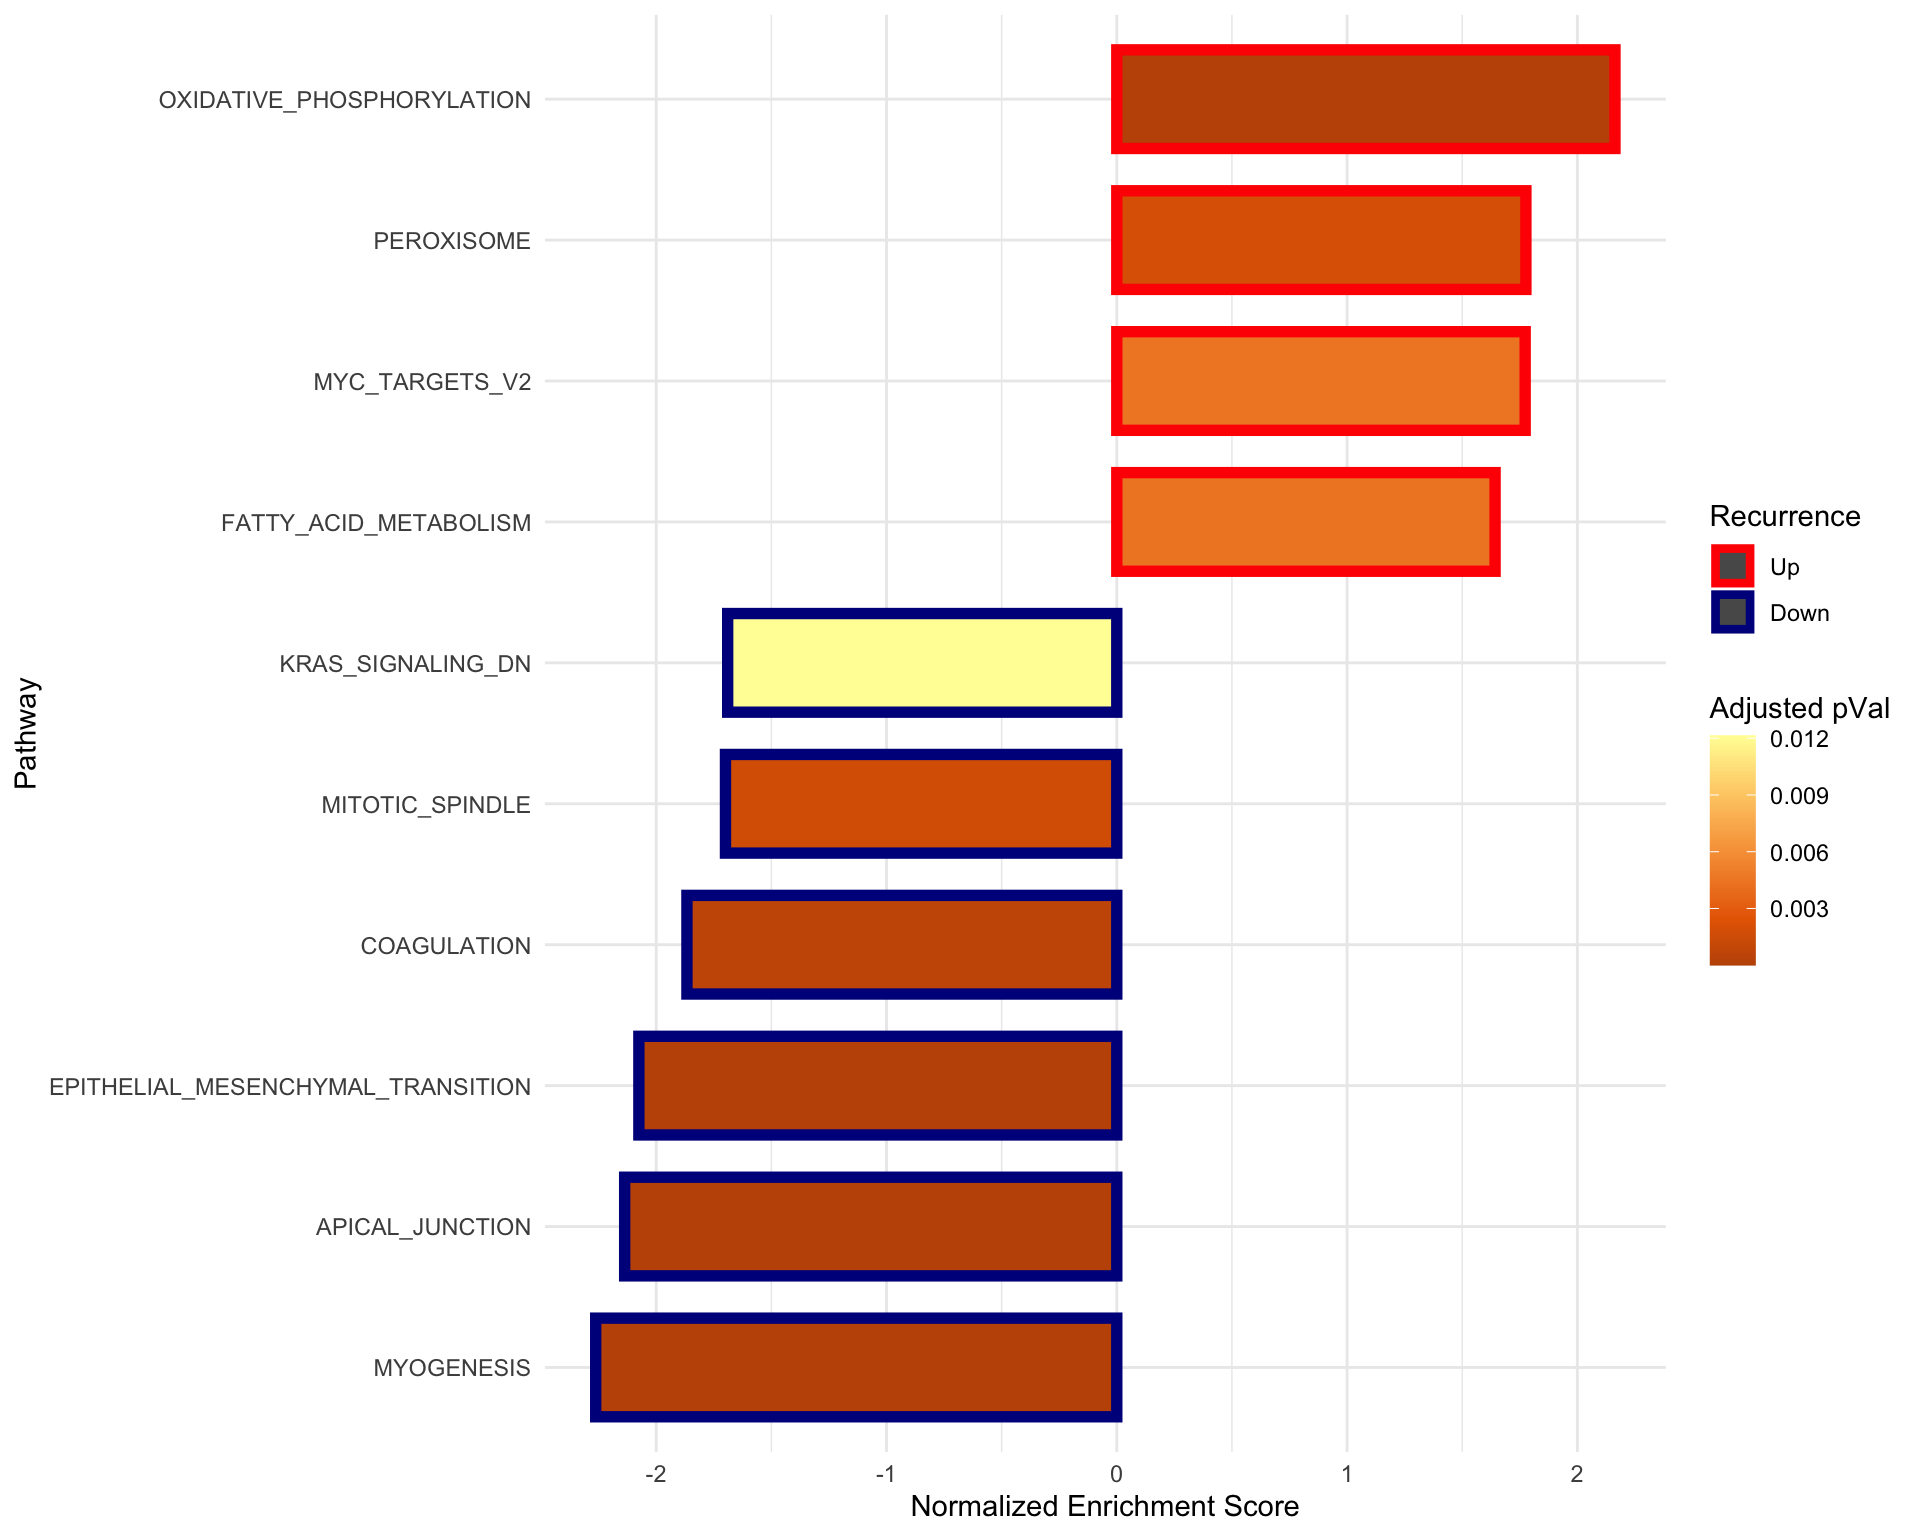 OXIDATIVE_PHOSPHORYLATION
PEROXISOME
MYC_TARGETS_V2
FATTY_ACID_METABOLISM
KRAS_SIGNALING_DN
MITOTIC_SPINDLE
COAGULATION
EPITHELIAL_MESENCHYMAL_TRANSITION
APICAL_JUNCTION
MYOGENESIS
Pathway
-2 -1 0 1 2
Normalized Enrichment Score
Recurrence
Up
Down
Adjusted pVal
0.012
0.009
0.006
0.003